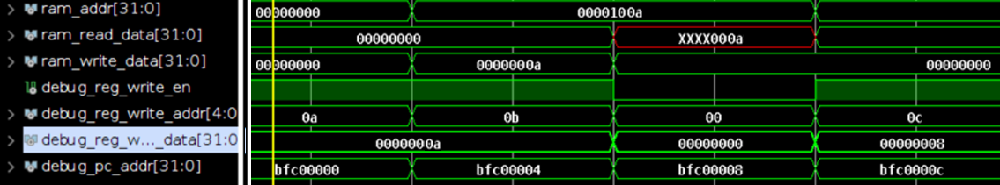 ram_addr[31:0] 00000000 0000100a
ram_read_data[31:0] 00000000 XXXX000a
ram_write_data[31:0] 00000000 0000000a 00000000
debug_reg_write_en
debug_reg_write_addr[4:0 0a 0b 00 0c
debug_reg_w..._data[31:0 0000000a 00000000 00000008
debug_pc_addr[31:0] bfc00000 bfc00004 bfc00008 bfc0000c